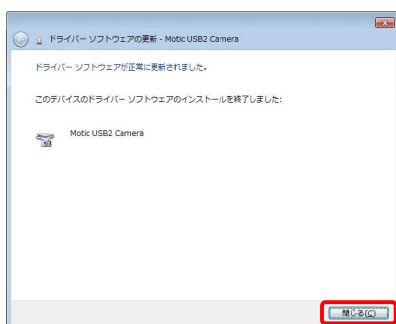 ドライバー ソフトウェアの更新 - Motic USB2 Camera
ドライバー ソフトウェアが正常に更新されました。
このデバイスのドライバー ソフトウェアのインストールを終了しました:
Motic USB2 Camera
閉じる(C)